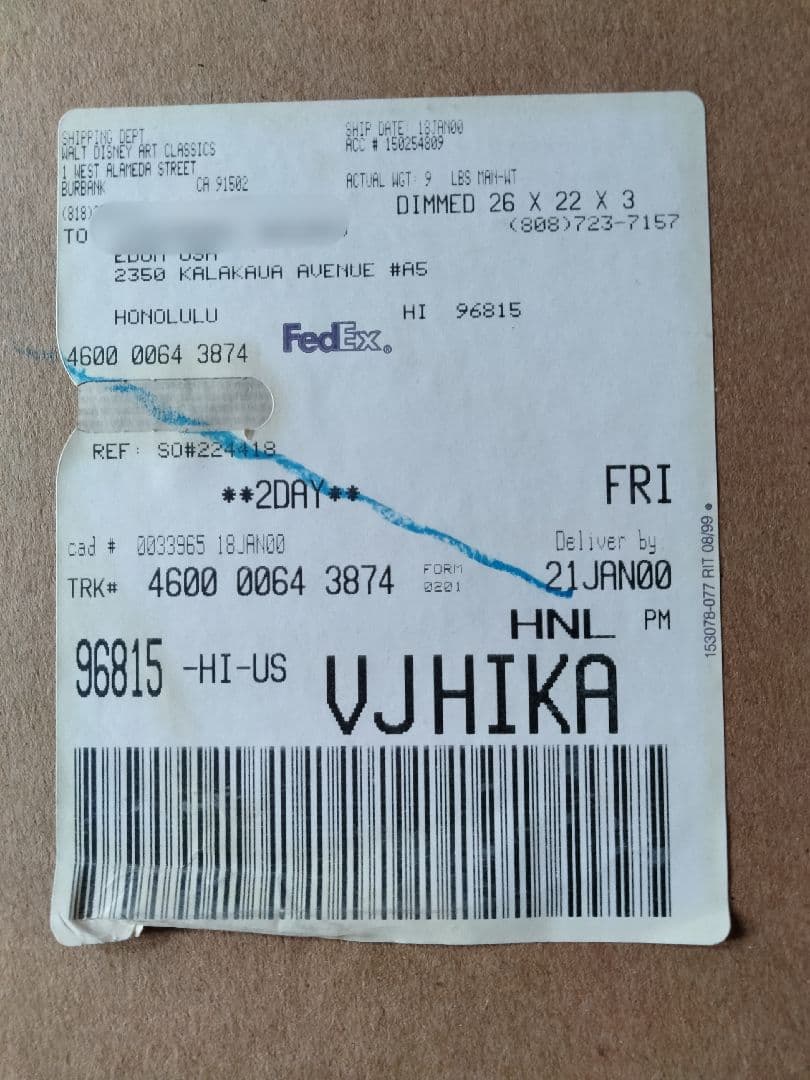 SHIPPING DEPT
WALT DISNEY ART CLASSICS
1 WEST ALAMEDA STREET
BURBANK CA 91502
(818)
SHIP DATE: 18JAN00
ACC # 150254809
ACTUAL WGT: 9 LBS MAN-WT
DIMMED 26 X 22 X 3
(808)723-7157
TO
USA
2350 KALAKAUA AVENUE #A5
HONOLULU HI 96815
FedEx®
4600 0064 3874
REF: SO#224418
**2DAY** FRI
cad # 0033965 18JAN00 Deliver by
TRK# 4600 0064 3874 FORM 0201 21JAN00
HNL PM
96815 -HI-US VJHIKA
153078-077 RIT 08/99